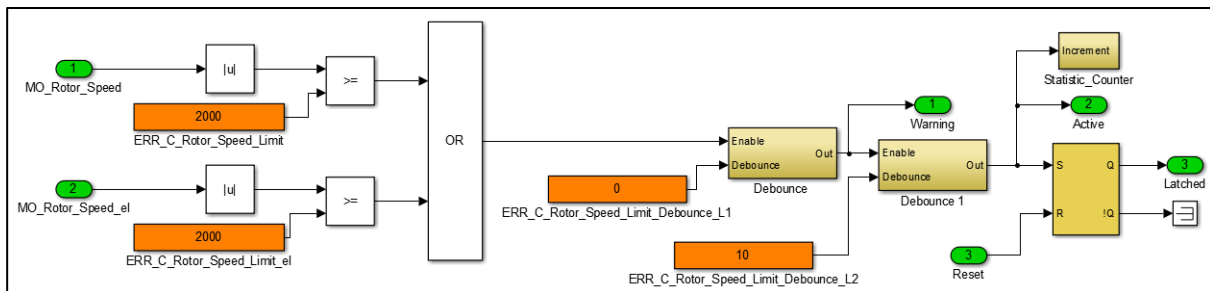 1
MO_Rotor_Speed
|u|
2000
ERR_C_Rotor_Speed_Limit
>=
2
MO_Rotor_Speed_el
|u|
2000
ERR_C_Rotor_Speed_Limit_el
>=
OR
0
ERR_C_Rotor_Speed_Limit_Debounce_L1
Enable
Debounce
Out
Debounce
1
Warning
10
ERR_C_Rotor_Speed_Limit_Debounce_L2
Enable
Debounce
Out
Debounce 1
Increment
Statistic_Counter
2
Active
S
R
Q
!Q
3
Latched
3
Reset